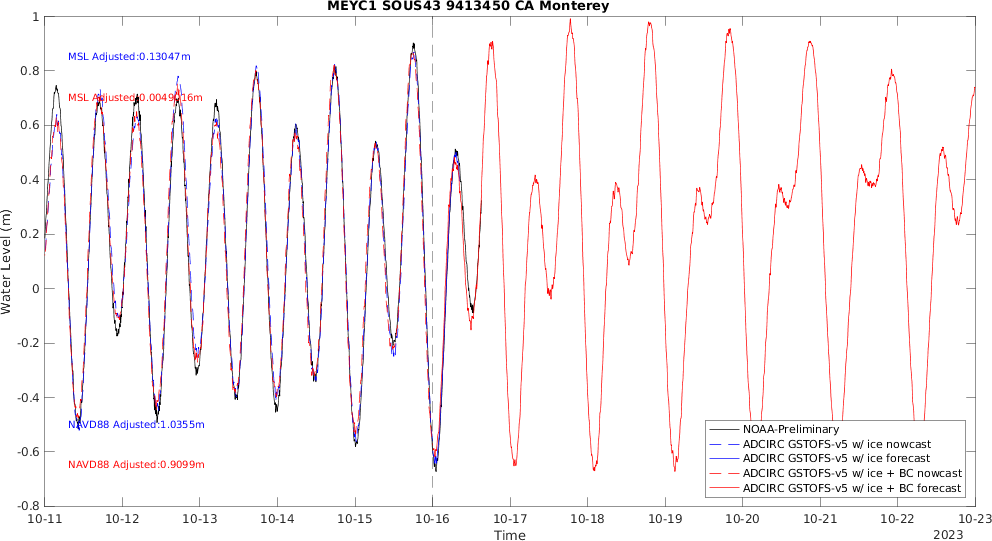 MEYC1 SOUS43 9413450 CA Monterey
1
0.8
0.6
0.4
0.2
0
-0.2
-0.4
-0.6
-0.8
Water Level (m)
MSL Adjusted:0.13047m
MSL Adjusted:0.0049016m
NAVD88 Adjusted:1.0355m
NAVD88 Adjusted:0.9099m
NOAA-Preliminary
ADCIRC GSTOFS-v5 w/ ice nowcast
ADCIRC GSTOFS-v5 w/ ice forecast
ADCIRC GSTOFS-v5 w/ ice + BC nowcast
ADCIRC GSTOFS-v5 w/ ice + BC forecast
10-11 10-12 10-13 10-14 10-15 10-16 10-17 10-18 10-19 10-20 10-21 10-22 10-23
Time
2023